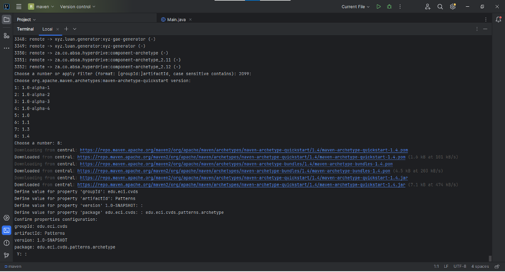 maven
Version control
Current File
Project
Main.java
Terminal
Local
3348: remote -> xyz.luan.generator:xyz-gae-generator (-)
3349: remote -> xyz.luan.generator:xyz-generator (-)
3350: remote -> za.co.absa.hyperdrive:component-archetype (-)
3351: remote -> za.co.absa.hyperdrive:component-archetype_2.11 (-)
3352: remote -> za.co.absa.hyperdrive:component-archetype_2.12 (-)
Choose a number or apply filter (format: [groupId:]artifactId, case sensitive contains): 2099:
Choose org.apache.maven.archetypes:maven-archetype-quickstart version:
1: 1.0-alpha-1
2: 1.0-alpha-2
3: 1.0-alpha-3
4: 1.0-alpha-4
5: 1.0
6: 1.1
7: 1.3
8: 1.4
Choose a number: 8:
Downloading from central: https://repo.maven.apache.org/maven2/org/apache/maven/archetypes/maven-archetype-quickstart/1.4/maven-archetype-quickstart-1.4.pom
Downloaded from central: https://repo.maven.apache.org/maven2/org/apache/maven/archetypes/maven-archetype-quickstart/1.4/maven-archetype-quickstart-1.4.pom
Downloading from central: https://repo.maven.apache.org/maven2/org/apache/maven/archetypes/maven-archetype-bundles/1.4/maven-archetype-bundles-1.4.pom
Downloaded from central: https://repo.maven.apache.org/maven2/org/apache/maven/archetypes/maven-archetype-bundles/1.4/maven-archetype-bundles-1.4.pom
Downloading from central: https://repo.maven.apache.org/maven2/org/apache/maven/archetypes/maven-archetype-quickstart/1.4/maven-archetype-quickstart-1.4.jar
Downloaded from central: https://repo.maven.apache.org/maven2/org/apache/maven/archetypes/maven-archetype-quickstart/1.4/maven-archetype-quickstart-1.4.jar
Define value for property 'groupId': edu.eci.cvds
Define value for property 'artifactId': Patterns
Define value for property 'version' 1.0-SNAPSHOT: :
Define value for property 'package' edu.eci.cvds: : edu.eci.cvds.patterns.archetype
Confirm properties configuration:
groupId: edu.eci.cvds
artifactId: Patterns
version: 1.0-SNAPSHOT
package: edu.eci.cvds.patterns.archetype
Y: :
maven
1:1
LF
UTF-8